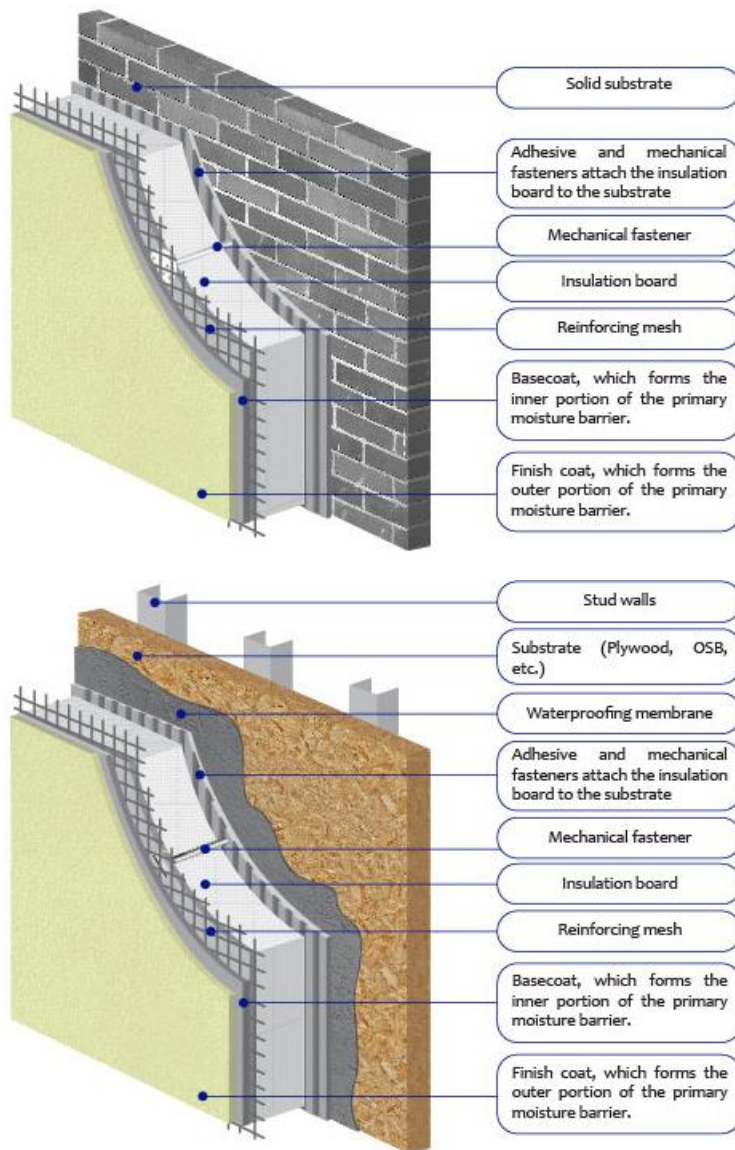 Solid substrate
Adhesive and mechanical
fasteners attach the insulation
board to the substrate
Mechanical fastener
Insulation board
Reinforcing mesh
Basecoat, which forms the
inner portion of the primary
moisture barrier.
Finish coat, which forms the
outer portion of the primary
moisture barrier.
Stud walls
Substrate (Plywood, OSB,
etc.)
Waterproofing membrane
Adhesive and mechanical
fasteners attach the insulation
board to the substrate
Mechanical fastener
Insulation board
Reinforcing mesh
Basecoat, which forms the
inner portion of the primary
moisture barrier.
Finish coat, which forms the
outer portion of the primary
moisture barrier.